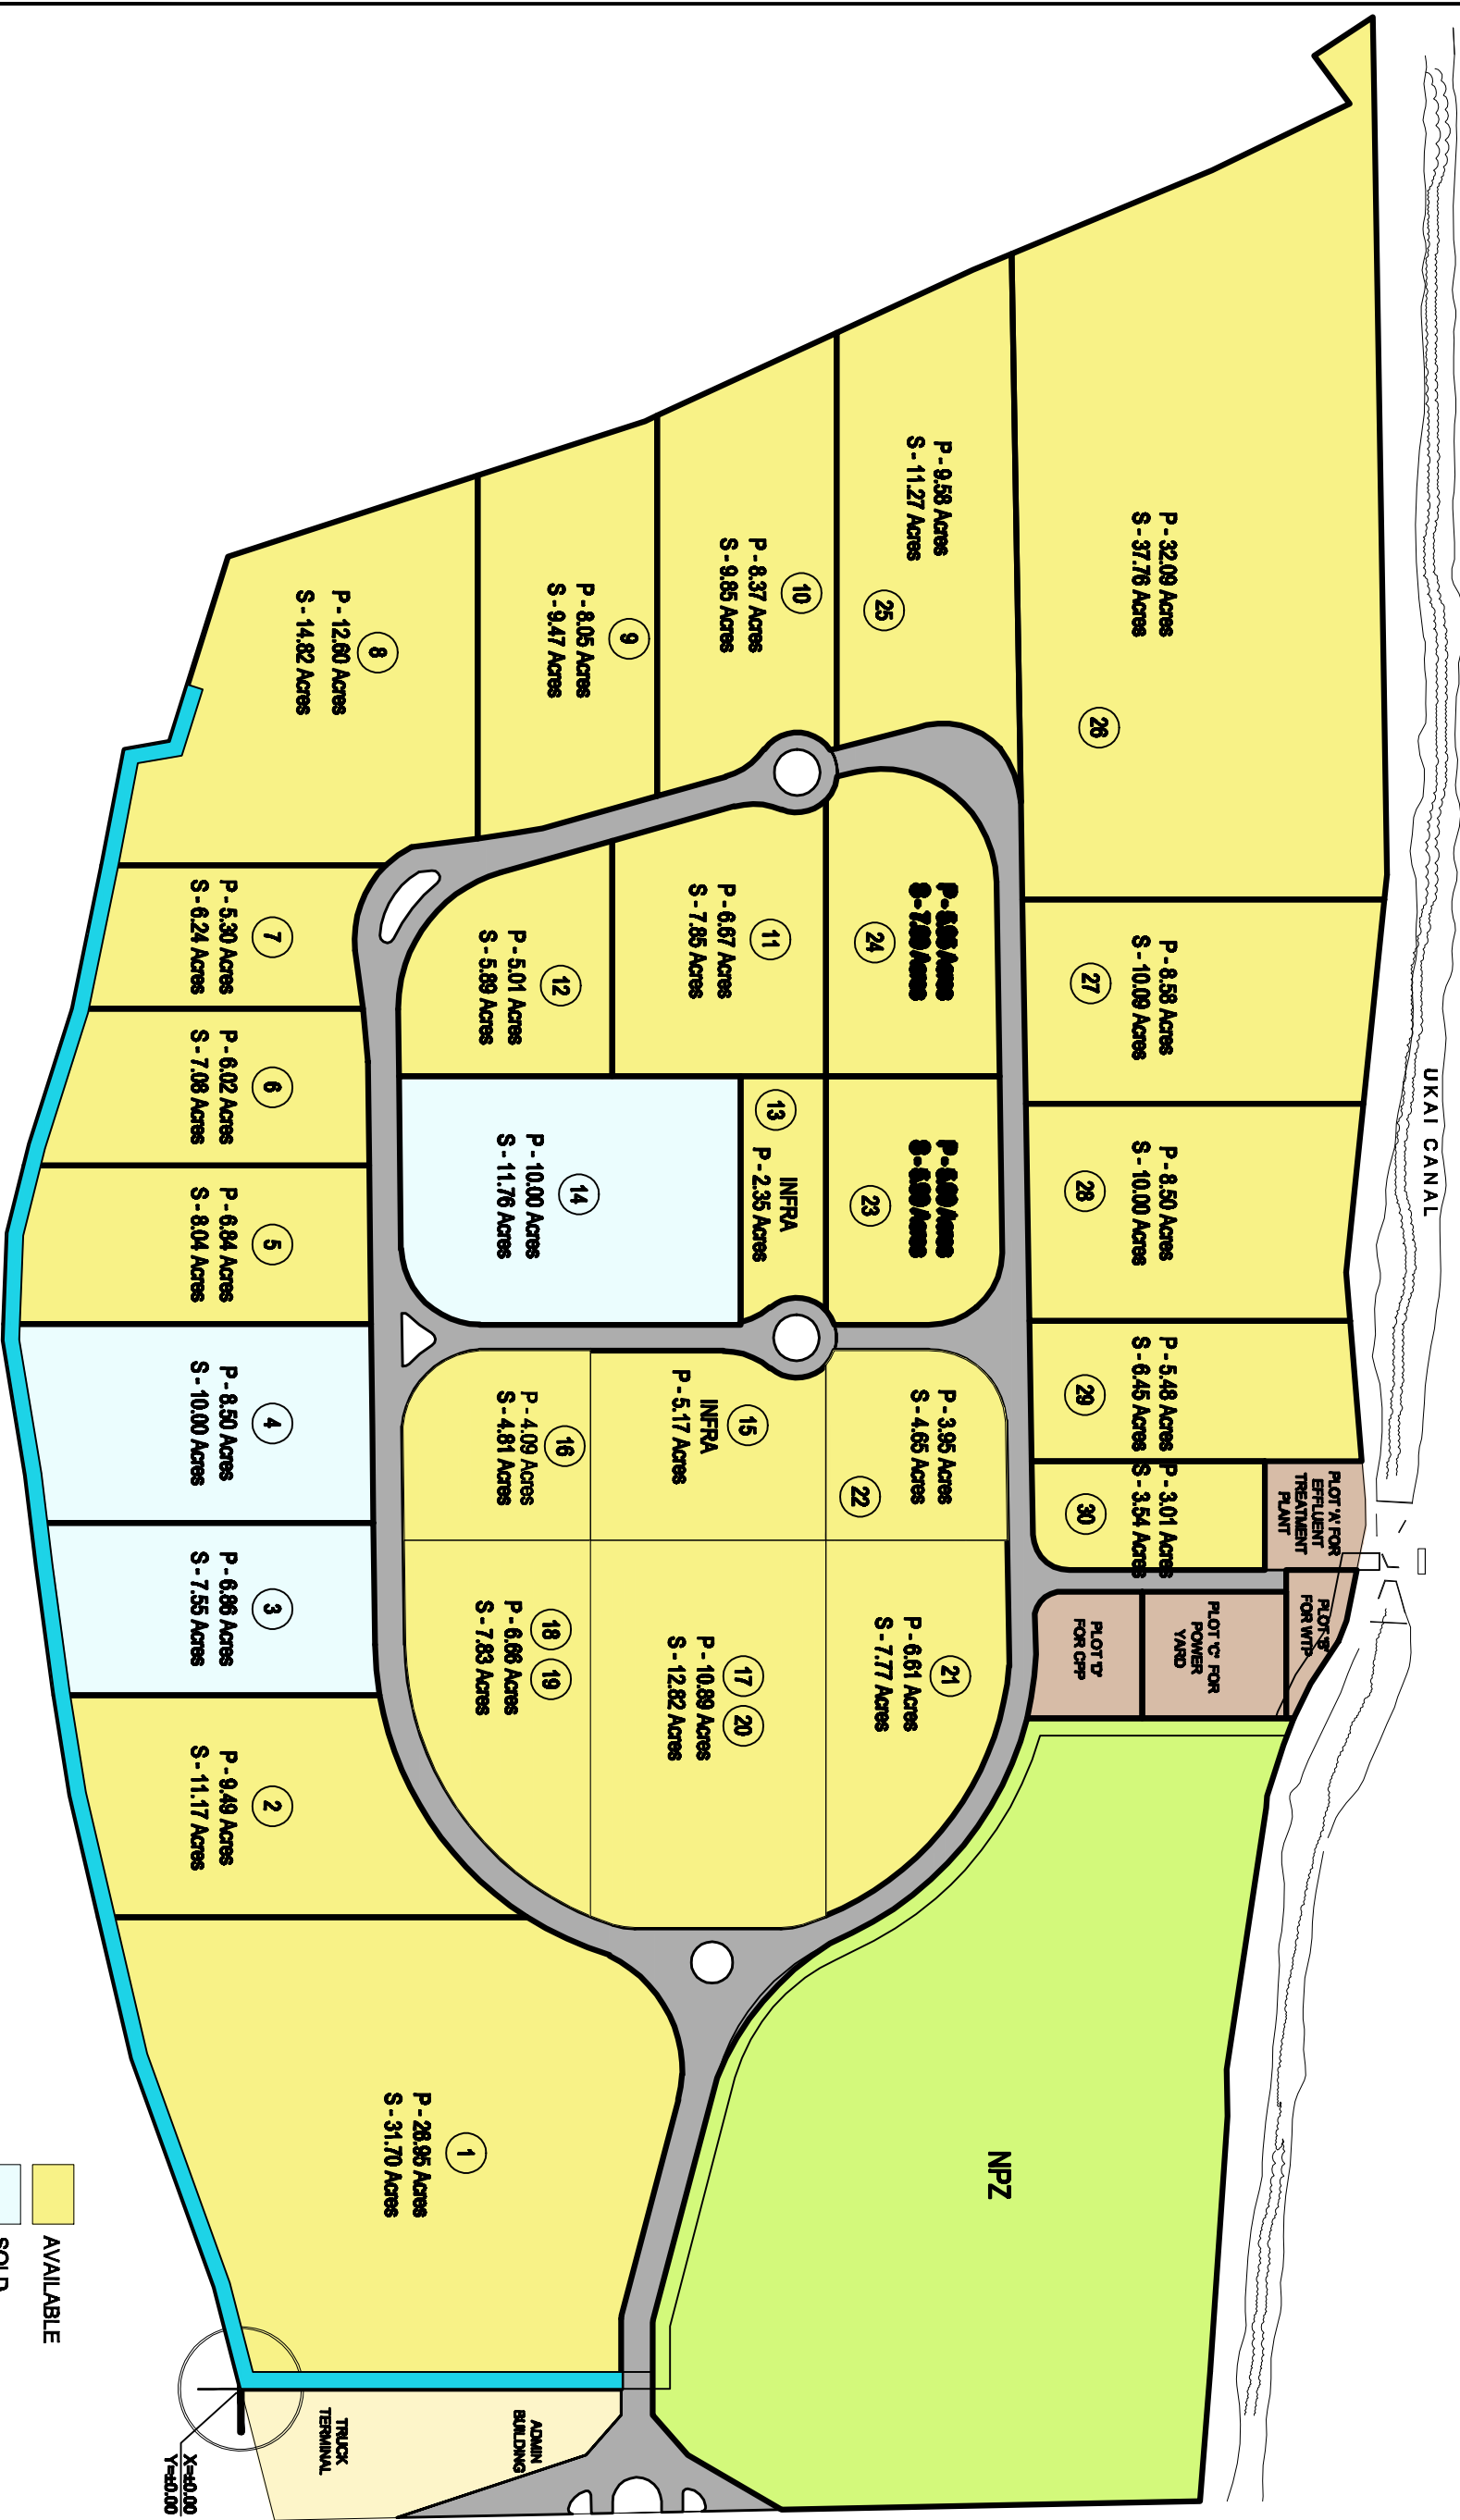 UKAI CANAL
P - 32.09 Acres
S - 37.76 Acres
26
P - 9.58 Acres
S - 11.27 Acres
25
10
P - 8.37 Acres
S - 9.85 Acres
9
P - 8.05 Acres
S - 9.47 Acres
8
P - 12.60 Acres
S - 14.82 Acres
7
P - 5.30 Acres
S - 6.24 Acres
6
P - 6.02 Acres
S - 7.08 Acres
5
P - 6.84 Acres
S - 8.04 Acres
4
P - 8.50 Acres
S - 10.00 Acres
3
P - 6.86 Acres
S - 7.55 Acres
2
P - 9.49 Acres
S - 11.17 Acres
1
P - 26.95 Acres
S - 31.70 Acres
P - 8.58 Acres
S - 10.09 Acres
27
P - 8.50 Acres
S - 10.00 Acres
28
P - 5.48 Acres
S - 6.45 Acres
29
P - 3.01 Acres
S - 3.54 Acres
30
PLOT 'A' FOR
EFFLUENT
TREATMENT
PLANT
PLOT 'B'
FOR WTP
PLOT 'C' FOR
POWER
YARD
PLOT 'D'
FOR CPP
24
11
P - 6.67 Acres
S - 7.85 Acres
12
P - 5.01 Acres
S - 5.89 Acres
23
13
INFRA
P - 2.35 Acres
14
P - 10.00 Acres
S - 11.76 Acres
P - 3.95 Acres
S - 4.65 Acres
22
15
INFRA
P - 5.17 Acres
16
P - 4.09 Acres
S - 4.81 Acres
21
P - 6.61 Acres
S - 7.77 Acres
17 20
P - 10.89 Acres
S - 12.82 Acres
18 19
P - 6.66 Acres
S - 7.83 Acres
NPZ
ADMIN
BUILDING
TRUCK
TERMINAL
X=±0.00
Y=±0.00
AVAILABLE
SOLD